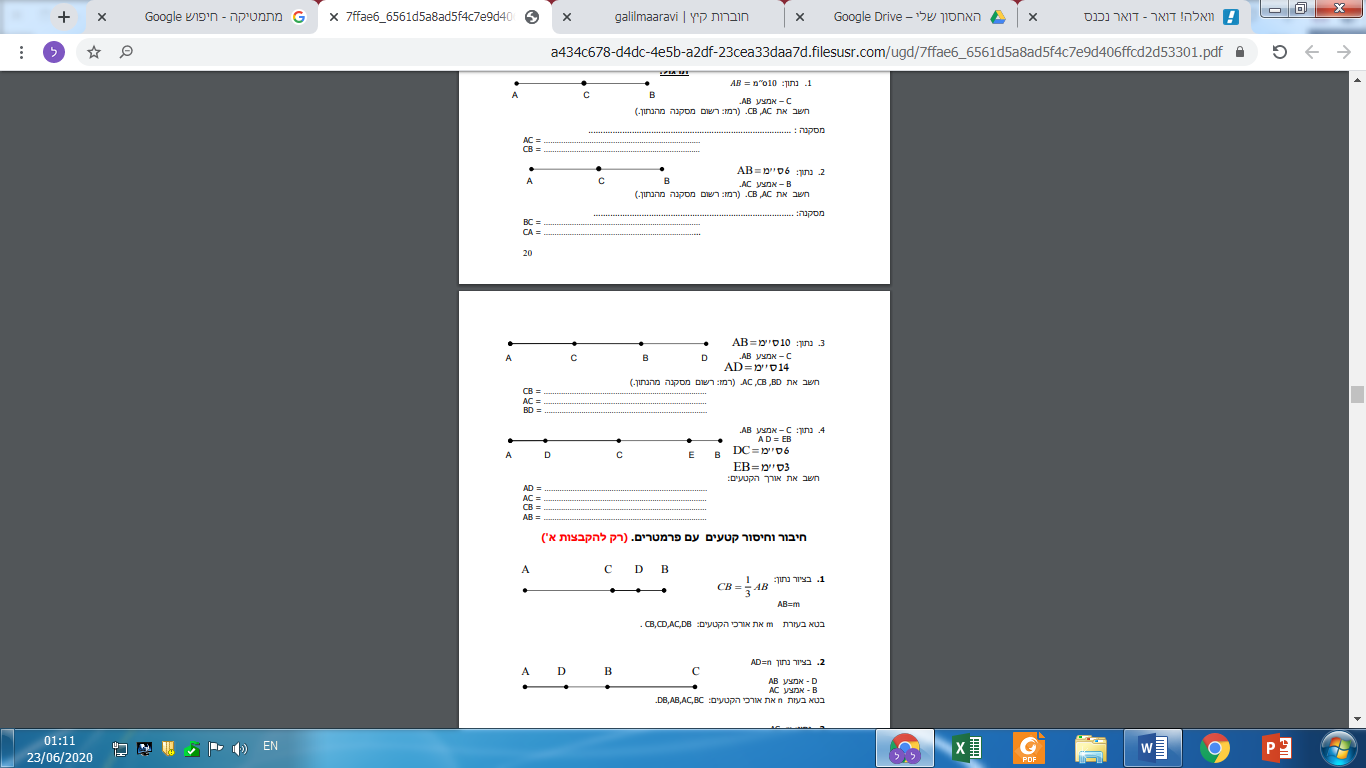 מתמטיקה - חיפוש Google
7ffae6_6561d5a8ad5f4c7e9d40
galilmaaravi | חוברות קיץ
האחסון שלי – Google Drive
וואלה! דואר - דואר נכנס
a434c678-d4dc-4e5b-a2df-23cea33daa7d.filesusr.com/ugd/7ffae6_6561d5a8ad5f4c7e9d406ffcd2d53301.pdf
ל
תרגול:
1. נתון: AB = 10ס"מ
A C B
C – אמצע AB.
חשב את CB ,AC. (רמז: רשום מסקנה מהנתון.)
מסקנה : ........................................
AC = ........................................
CB = ........................................
2. נתון: AB=6ס''מ
A C B
B – אמצע AC.
חשב את CB ,AC. (רמז: רשום מסקנה מהנתון.)
מסקנה: ........................................
BC = ........................................
CA = ........................................
20
3. נתון: AB=10ס''מ
A C B D
C – אמצע AB.
AD=14ס''מ
חשב את AC ,CB ,BD. (רמז: רשום מסקנה מהנתון.)
CB = ........................................
AC = ........................................
BD = ........................................
4. נתון: C – אמצע AB.
A D = EB
A D C E B
DC=6ס''מ
EB=3ס''מ
חשב את אורך הקטעים:
AD = ........................................
AC = ........................................
CB = ........................................
AB = ........................................
חיבור וחיסור קטעים עם פרמטרים. (רק להקבצות א')
A C D B
1. בציור נתון: CB = 1/3 AB
AB=m
בטא בעזרת m את אורכי הקטעים: CB,CD,AC,DB .
2. בציור נתון AD=n
A D B C
D - אמצע AB
B - אמצע AC
בטא בעזת n את אורכי הקטעים: DB,AB,AC,BC.
01:11
23/06/2020
EN